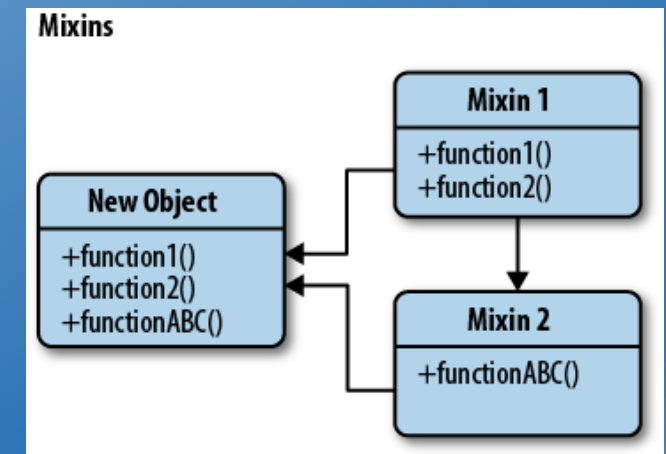 Mixins
Mixin 1
+function1()
+function2()
New Object
+function1()
+function2()
+functionABC()
Mixin 2
+functionABC()